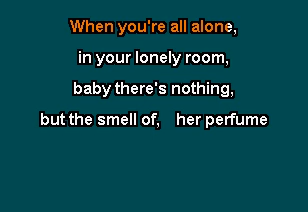 When you're all alone,
in your lonely room,
baby there's nothing,
but the smell of, her perfume